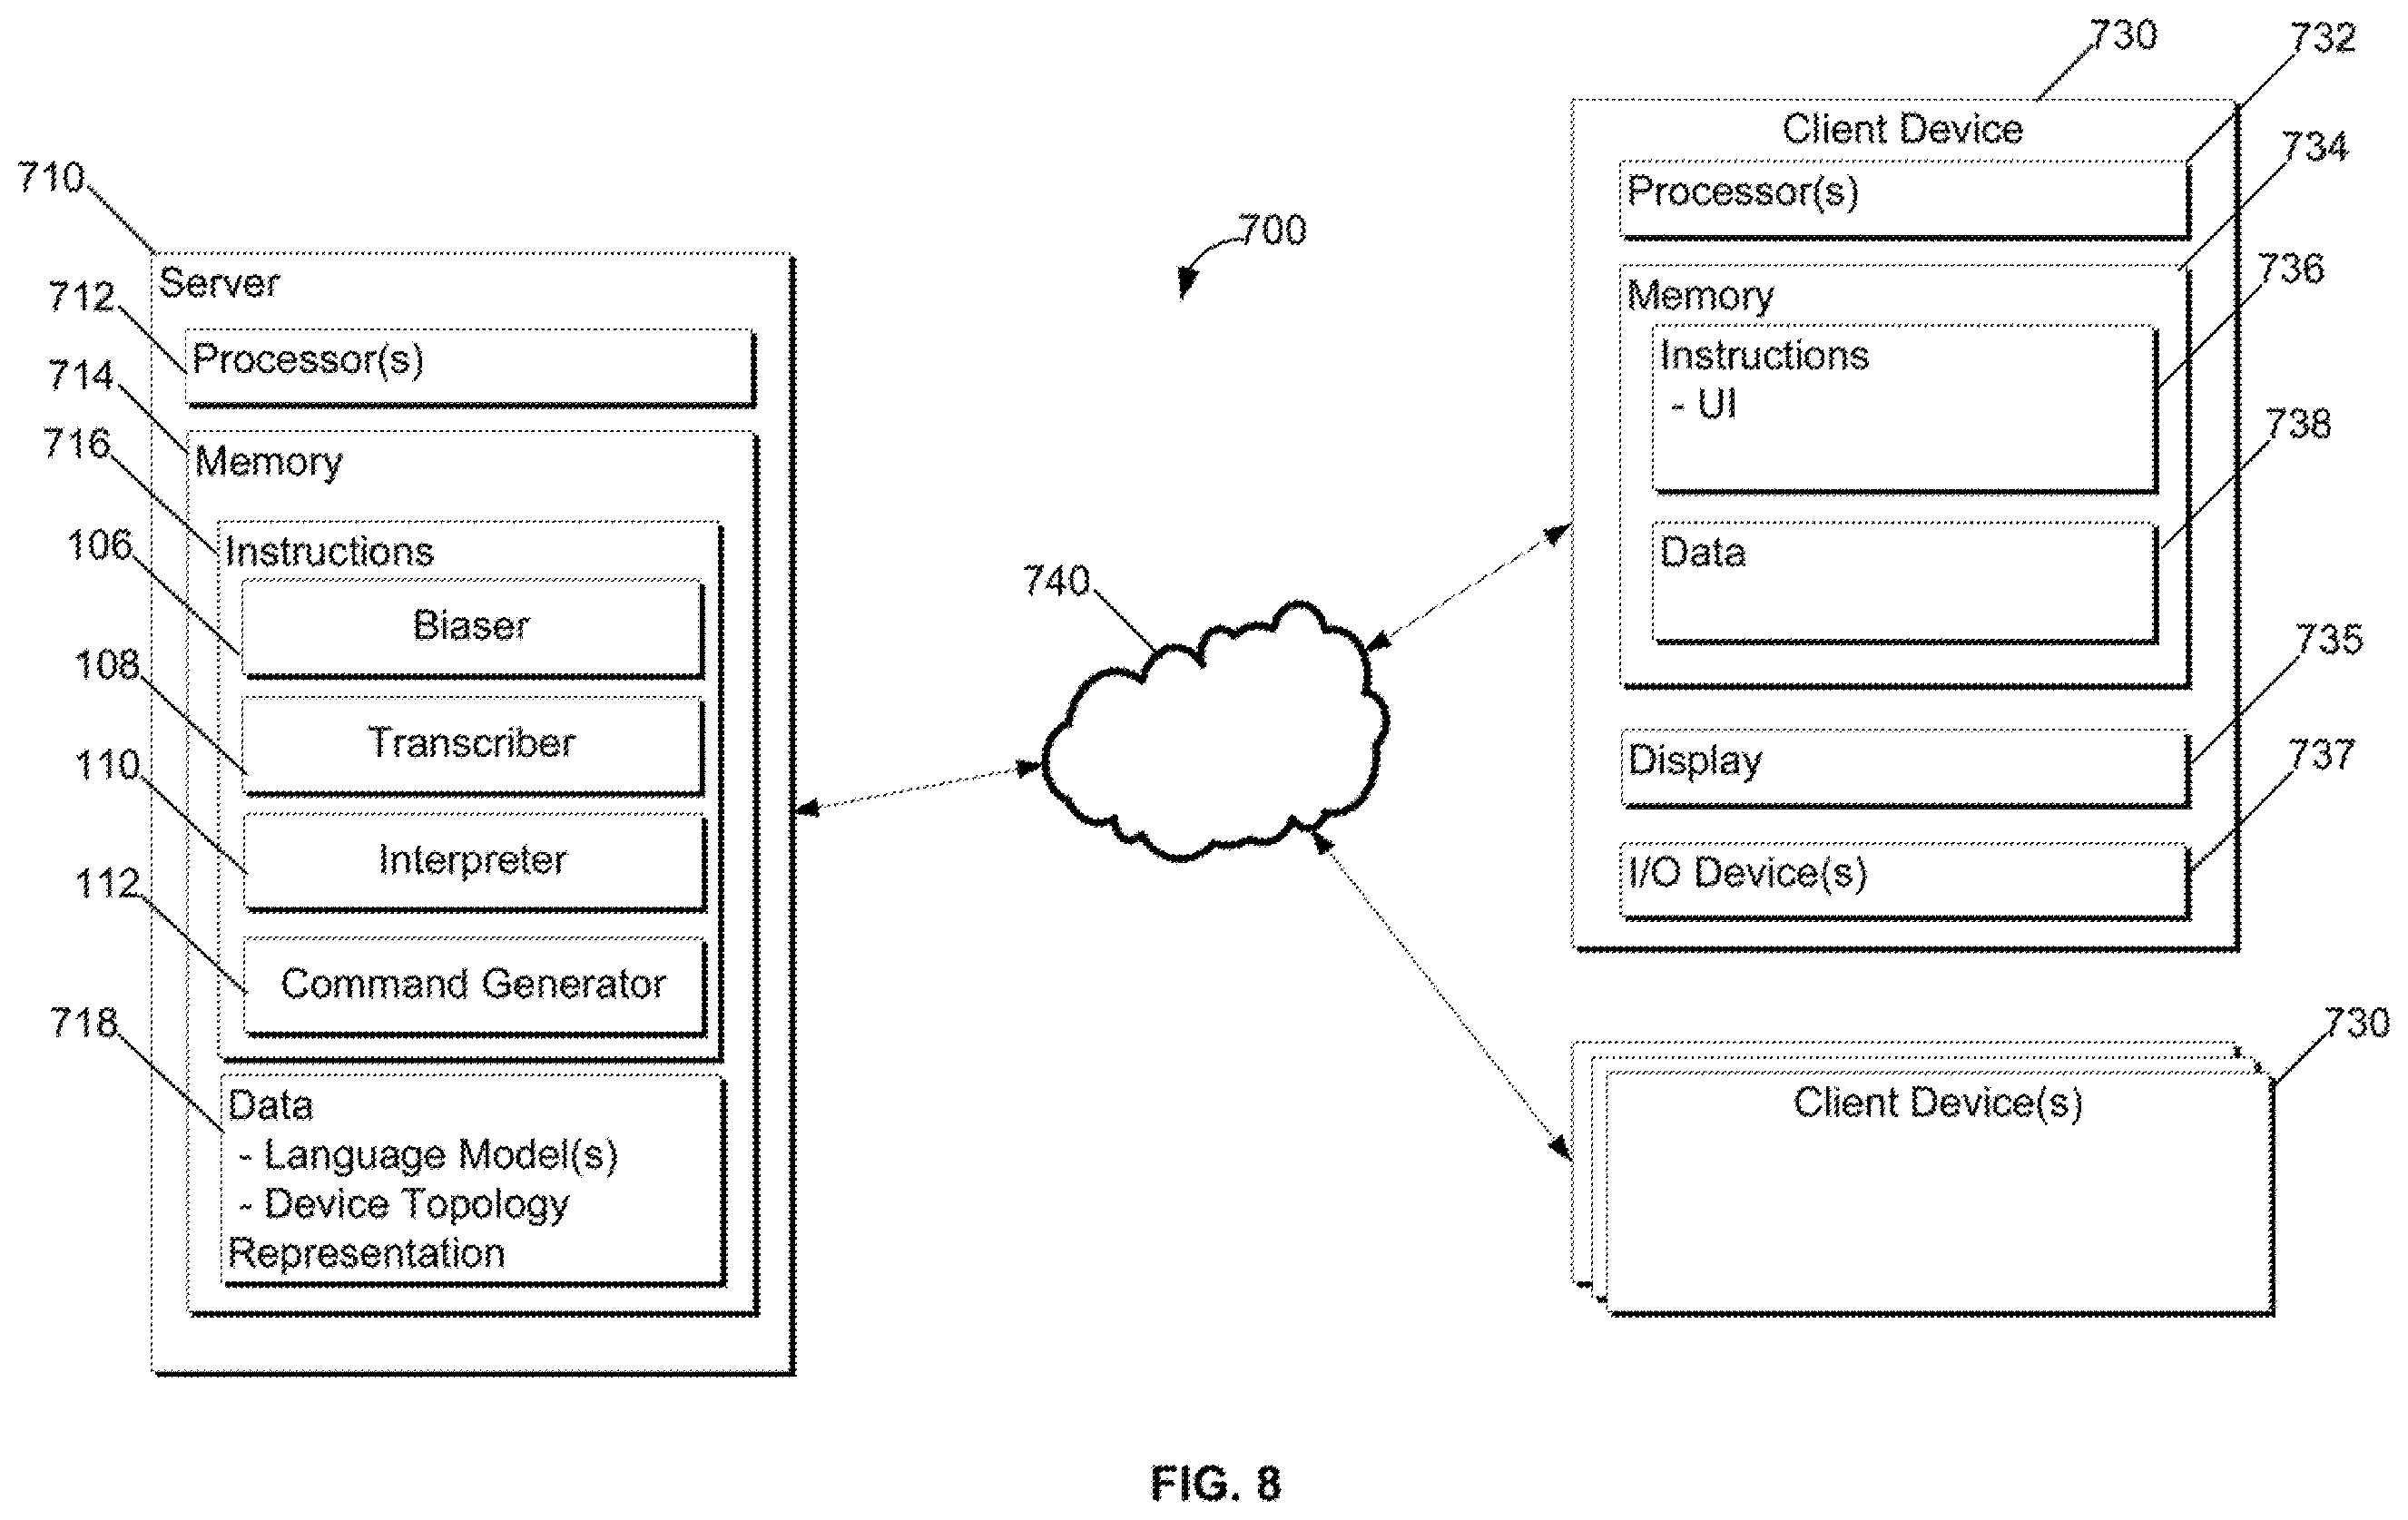 710
Server
712
Processor(s)
714
Memory
716
Instructions
106
Biaser
108
Transcriber
110
Interpreter
112
Command Generator
718
Data
- Language Model(s)
- Device Topology
Representation
700
740
730
Client Device
732
Processor(s)
734
Memory
736
Instructions
- UI
738
Data
735
Display
737
I/O Device(s)
730
Client Device(s)
FIG. 8